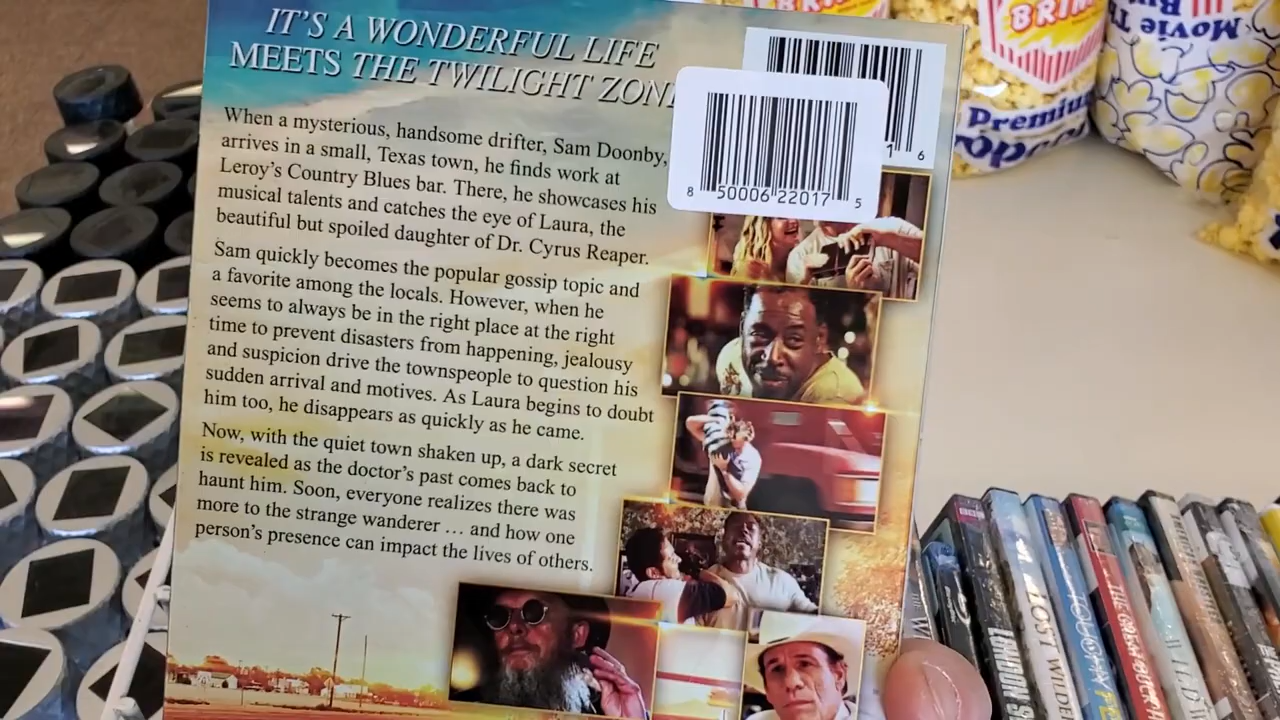 IT'S A WONDERFUL LIFE
MEETS THE TWILIGHT ZON
When a mysterious, handsome drifter, Sam Doonby,
arrives in a small, Texas town, he finds work at
Leroy's Country Blues bar. There, he showcases his
musical talents and catches the eye of Laura, the
beautiful but spoiled daughter of Dr. Cyrus Reaper.
Sam quickly becomes the popular gossip topic and
a favorite among the locals. However, when he
seems to always be in the right place at the right
time to prevent disasters from happening, jealousy
and suspicion drive the townspeople to question his
sudden arrival and motives. As Laura begins to doubt
him too, he disappears as quickly as he came.
Now, with the quiet town shaken up, a dark secret
is revealed as the doctor's past comes back to
haunt him. Soon, everyone realizes there was
more to the strange wanderer … and how one
person's presence can impact the lives of others.
1 6
8 50006 22017 5
Premium
Movie Th
BBC
LOST